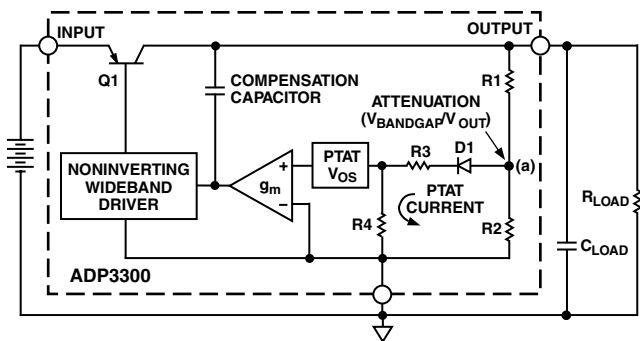 INPUT
OUTPUT
Q1
COMPENSATION
CAPACITOR
R1
ATTENUATION
(VBANDGAP/VOUT)
NONINVERTING
WIDEBAND
DRIVER
gm
+
−
PTAT
VOS
R3
D1
(a)
PTAT
CURRENT
R4
R2
RLOAD
CLOAD
ADP3300